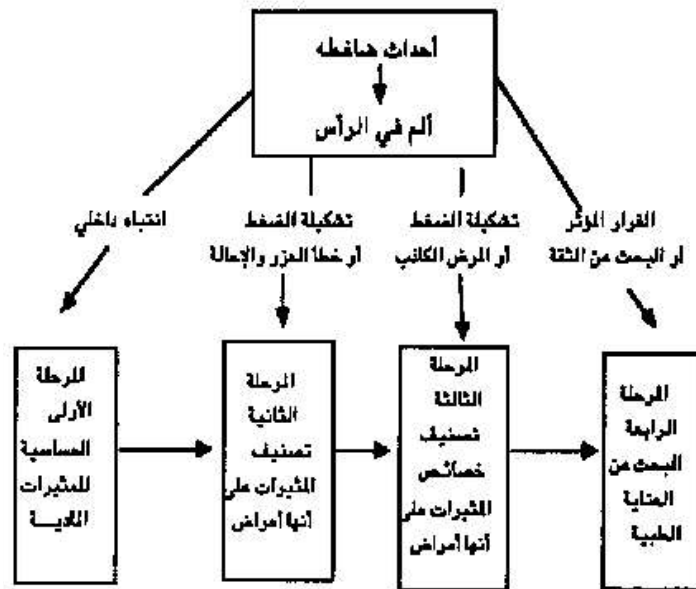 أحداث ضاغطه
ألم في الرأس
انتباه داخلي
تشكيلة الضغط
أو خطأ العزر والإحالة
تشكيلة الضغط
أو المرض الكاذب
القرار المؤثر
أو البحث عن الثقة
المرحلة
الأولى
الحساسية
للمثيرات
المادية
المرحلة
الثانية
تصنيف
المثيرات على
أنها أمراض
المرحلة
الثالثة
تصنيف
خصائص
المثيرات على
أنها أمراض
المرحلة
الرابعة
البحث عن
العناية
الطبية